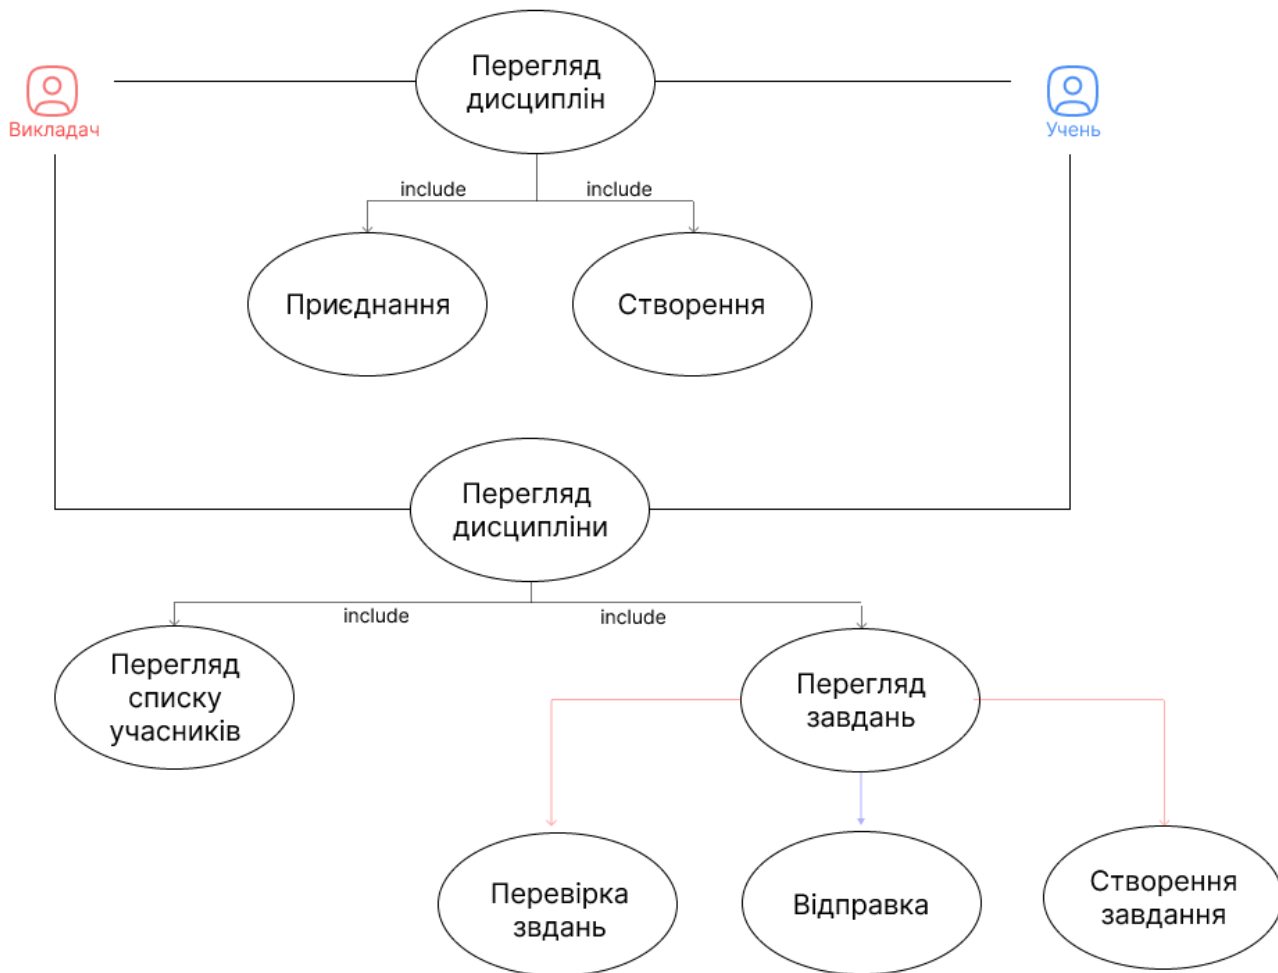 Перегляд
дисциплін
Викладач
Учень
include
include
Приєднання
Створення
Перегляд
дисципліни
include
include
Перегляд
списку
учасників
Перегляд
завдань
Перевірка
звдань
Відправка
Створення
завдання